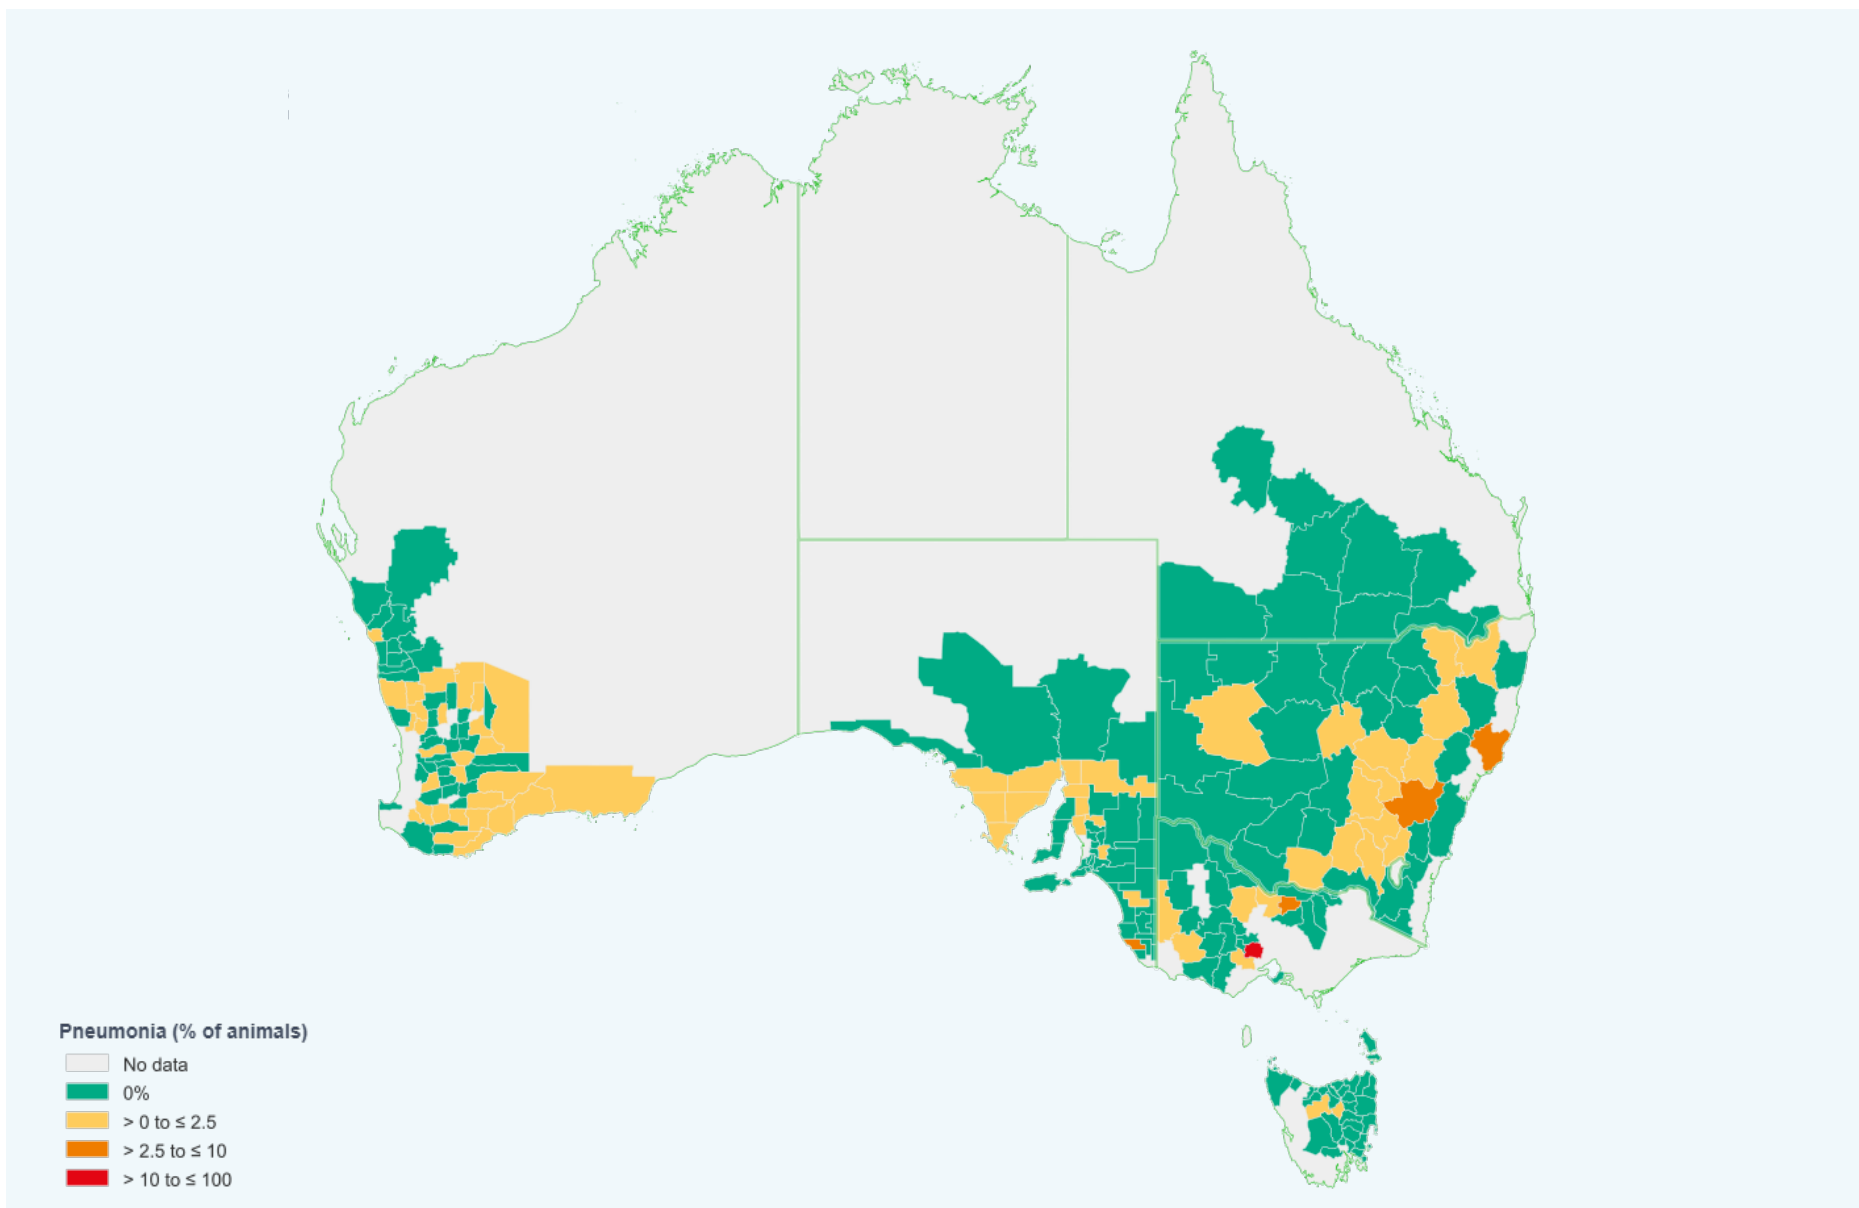 Pneumonia (% of animals)
No data
0%
> 0 to ≤ 2.5
> 2.5 to ≤ 10
> 10 to ≤ 100